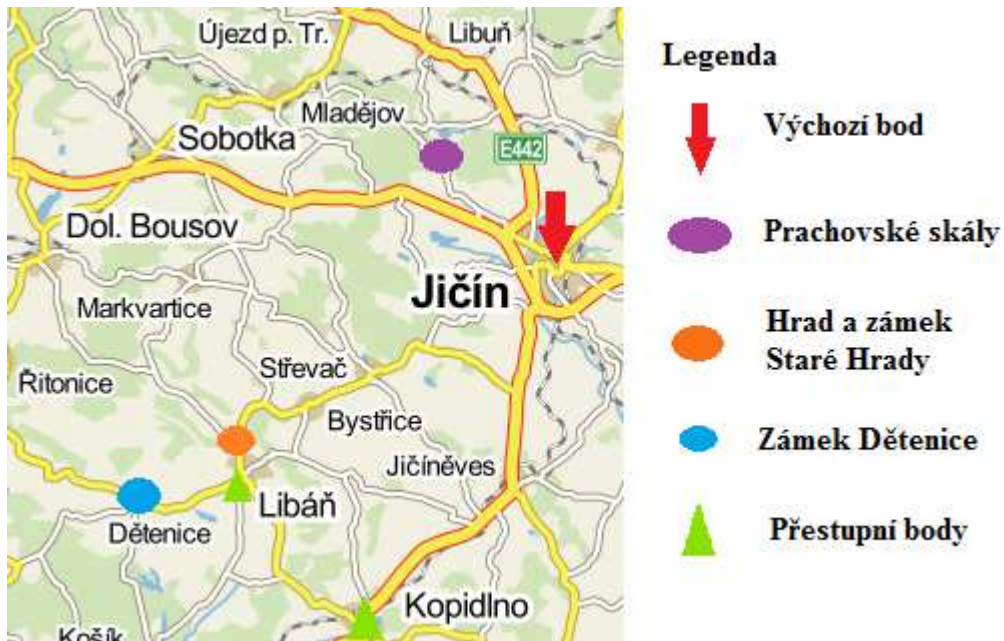 Újezd p. Tr.
Libuň
Mladějov
Sobotka
E442
Dol. Bousov
Jičín
Markvartice
Střevač
Řitonice
Bystřice
Jičíněves
Libáň
Dětenice
Kopidlno
Košík
Legenda
Výchozí bod
Prachovské skály
Hrad a zámek
Staré Hrady
Zámek Dětenice
Přestupní body